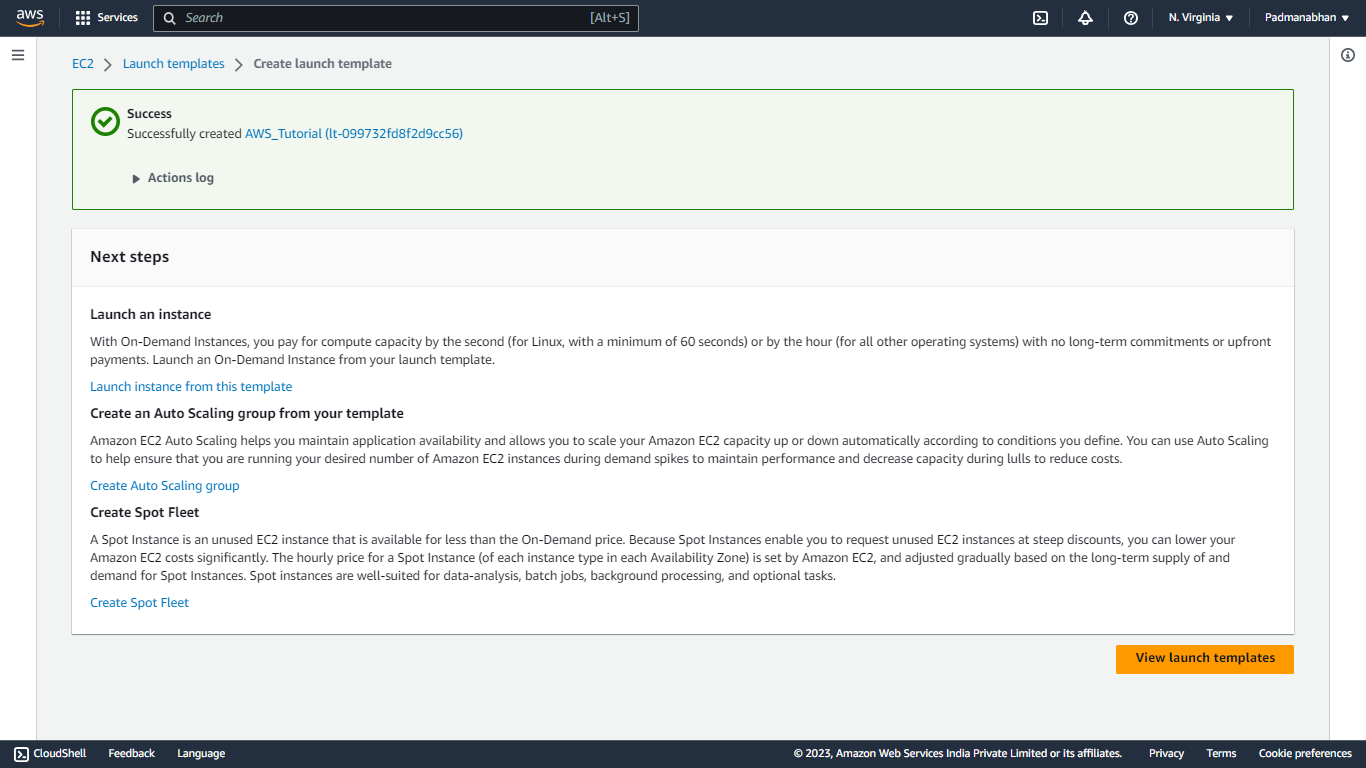 aws
Services
Search
[Alt+S]
N. Virginia
Padmanabhan
EC2
Launch templates
Create launch template
Success
Successfully created AWS_Tutorial (lt-099732fd8f2d9cc56)
Actions log
Next steps
Launch an instance
With On-Demand Instances, you pay for compute capacity by the second (for Linux, with a minimum of 60 seconds) or by the hour (for all other operating systems) with no long-term commitments or upfront
payments. Launch an On-Demand Instance from your launch template.
Launch instance from this template
Create an Auto Scaling group from your template
Amazon EC2 Auto Scaling helps you maintain application availability and allows you to scale your Amazon EC2 capacity up or down automatically according to conditions you define. You can use Auto Scaling
to help ensure that you are running your desired number of Amazon EC2 instances during demand spikes to maintain performance and decrease capacity during lulls to reduce costs.
Create Auto Scaling group
Create Spot Fleet
A Spot Instance is an unused EC2 instance that is available for less than the On-Demand price. Because Spot Instances enable you to request unused EC2 instances at steep discounts, you can lower your
Amazon EC2 costs significantly. The hourly price for a Spot Instance (of each instance type in each Availability Zone) is set by Amazon EC2, and adjusted gradually based on the long-term supply of and
demand for Spot Instances. Spot instances are well-suited for data-analysis, batch jobs, background processing, and optional tasks.
Create Spot Fleet
View launch templates
CloudShell
Feedback
Language
© 2023, Amazon Web Services India Private Limited or its affiliates.
Privacy
Terms
Cookie preferences